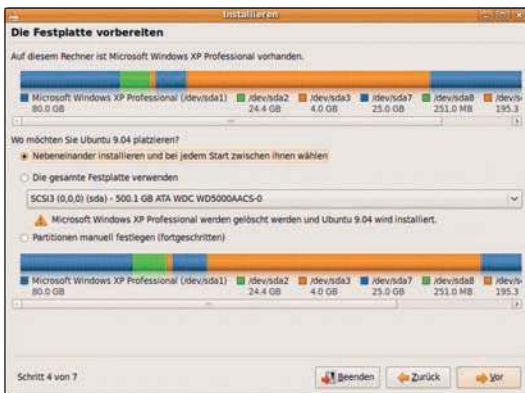 Installieren
Die Festplatte vorbereiten
Auf diesem Rechner ist Microsoft Windows XP Professional vorhanden.
Microsoft Windows XP Professional (/dev/sda1) /dev/sda2 /dev/sda3 /dev/sda7 /dev/sda8
80.0 GB 24.4 GB 4.0 GB 25.0 GB 251.0 MB 195.3
Wo möchten Sie Ubuntu 9.04 platzieren?
Nebeneinander installieren und bei jedem Start zwischen ihnen wählen
Die gesamte Festplatte verwenden
SCSI3 (0,0,0) (sda) - 500.1 GB ATA WDC WD5000AACS-0
Microsoft Windows XP Professional werden gelöscht werden und Ubuntu 9.04 wird installiert.
Partitionen manuell festlegen (fortgeschritten)
Microsoft Windows XP Professional (/dev/sda1) /dev/sda2 /dev/sda3 /dev/sda7 /dev/sda8
80.0 GB 24.4 GB 4.0 GB 25.0 GB 251.0 MB 195.3
Schritt 4 von 7 Beenden Zurück Vor